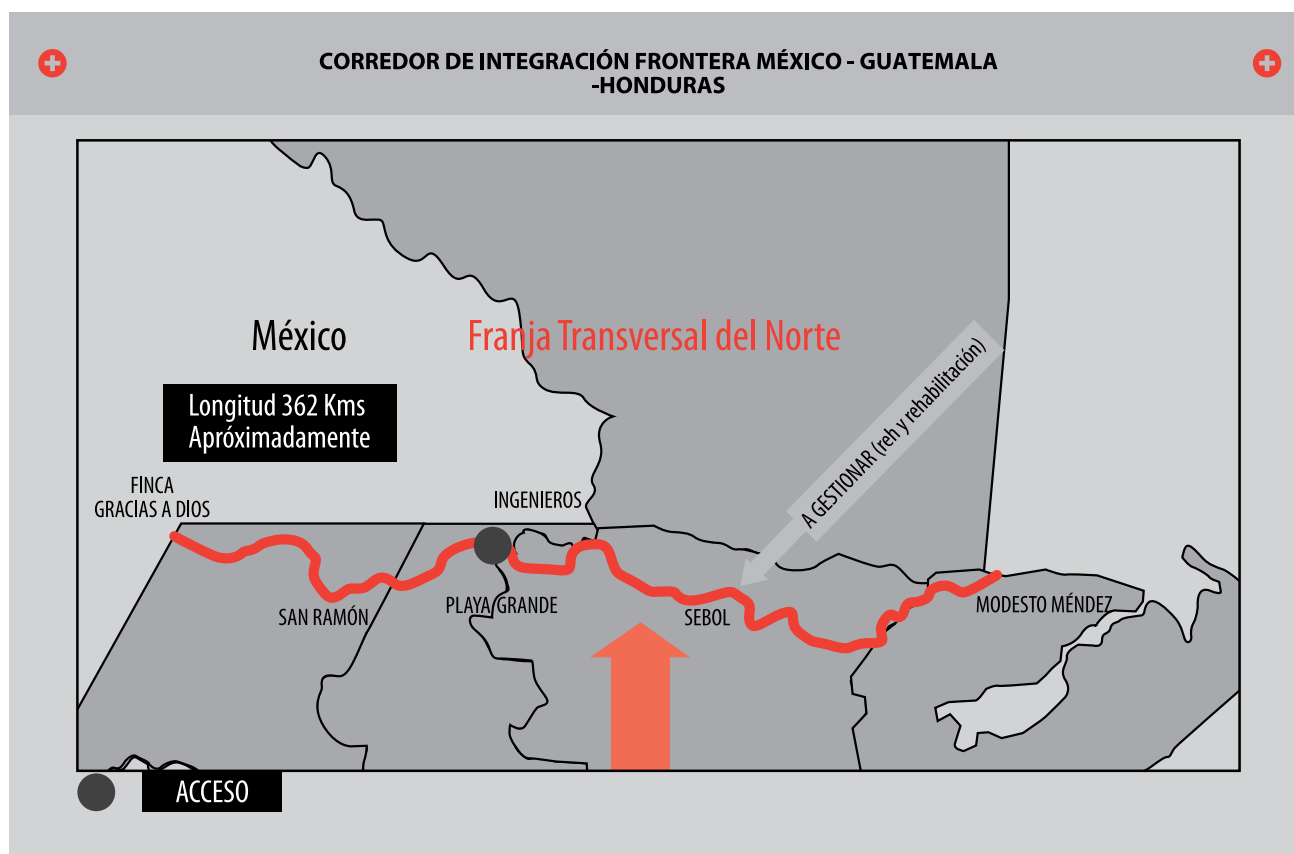 CORREDOR DE INTEGRACIÓN FRONTERA MÉXICO - GUATEMALA
-HONDURAS
México
Franja Transversal del Norte
Longitud 362 Kms
Apróximadamente
A GESTIONAR (reh y rehabilitación)
FINCA
GRACIAS A DIOS
INGENIEROS
SAN RAMÓN
PLAYA GRANDE
SEBOL
MODESTO MÉNDEZ
ACCESO